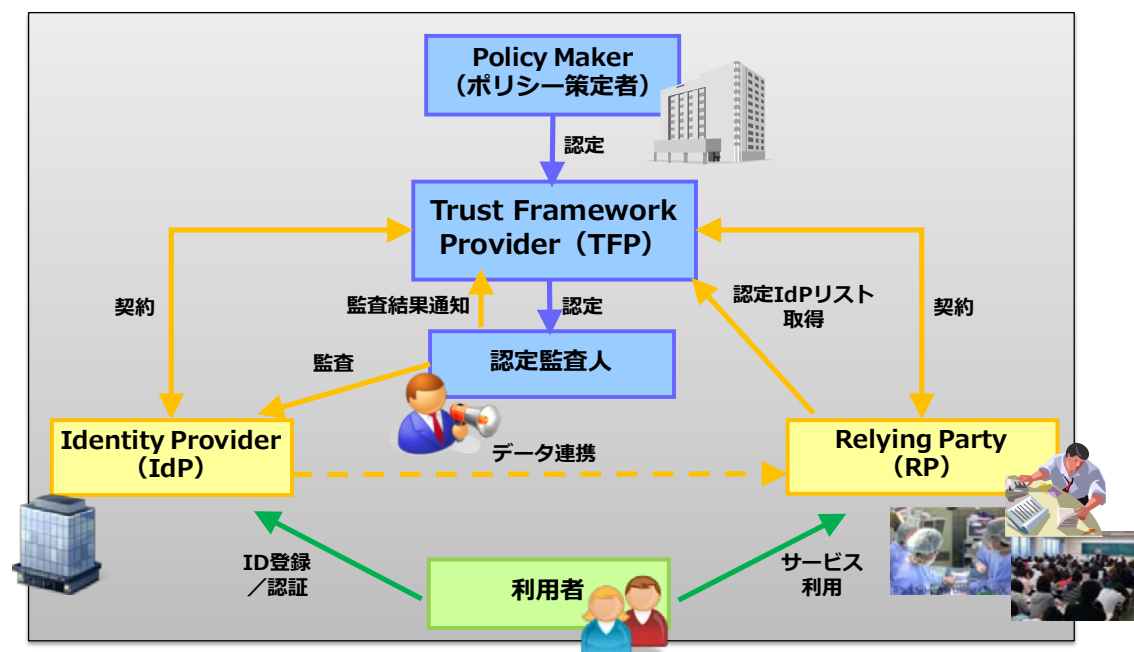 Policy Maker
（ポリシー策定者）
認定
Trust Framework
Provider（TFP）
契約
監査結果通知
認定
認定IdPリスト
取得
契約
監査
認定監査人
Identity Provider
（IdP）
データ連携
Relying Party
（RP）
ID登録
／認証
利用者
サービス
利用